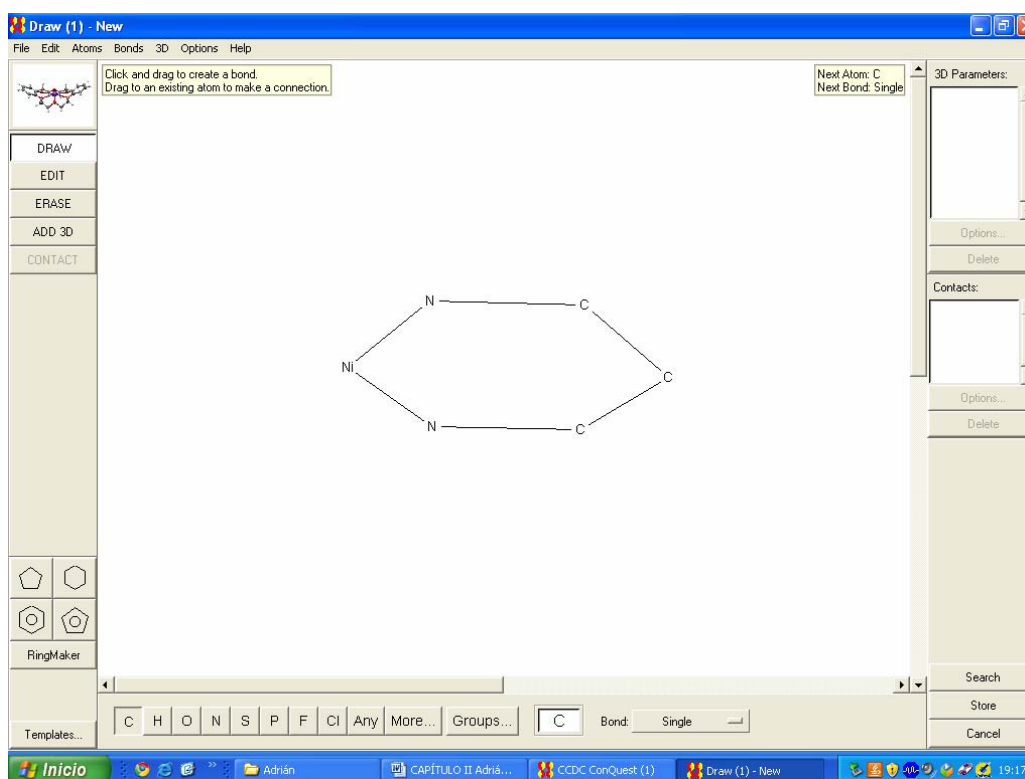 Draw (1) - New
File Edit Atoms Bonds 3D Options Help
Click and drag to create a bond.
Drag to an existing atom to make a connection.
Next Atom: C
Next Bond: Single
3D Parameters:
DRAW
EDIT
ERASE
ADD 3D
CONTACT
Options...
Delete
Contacts:
N C
Ni C
N C
Options...
Delete
RingMaker
Templates...
C H O N S P F Cl Any More... Groups... C Bond: Single
Search
Store
Cancel
Inicio Adrián CAPÍTULO II Adriá... CCDC ConQuest (1) Draw (1) - New 19:17